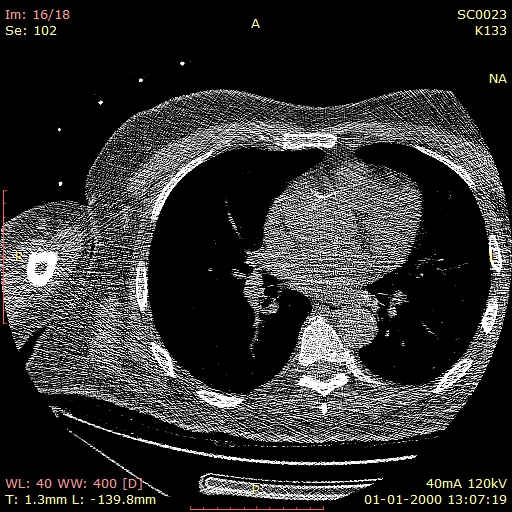 Im: 16/18
Se: 102
A
SC0023
K133
NA
R
L
WL: 40 WW: 400 [D]
T: 1.3mm L: -139.8mm
P
40mA 120kV
01-01-2000 13:07:19